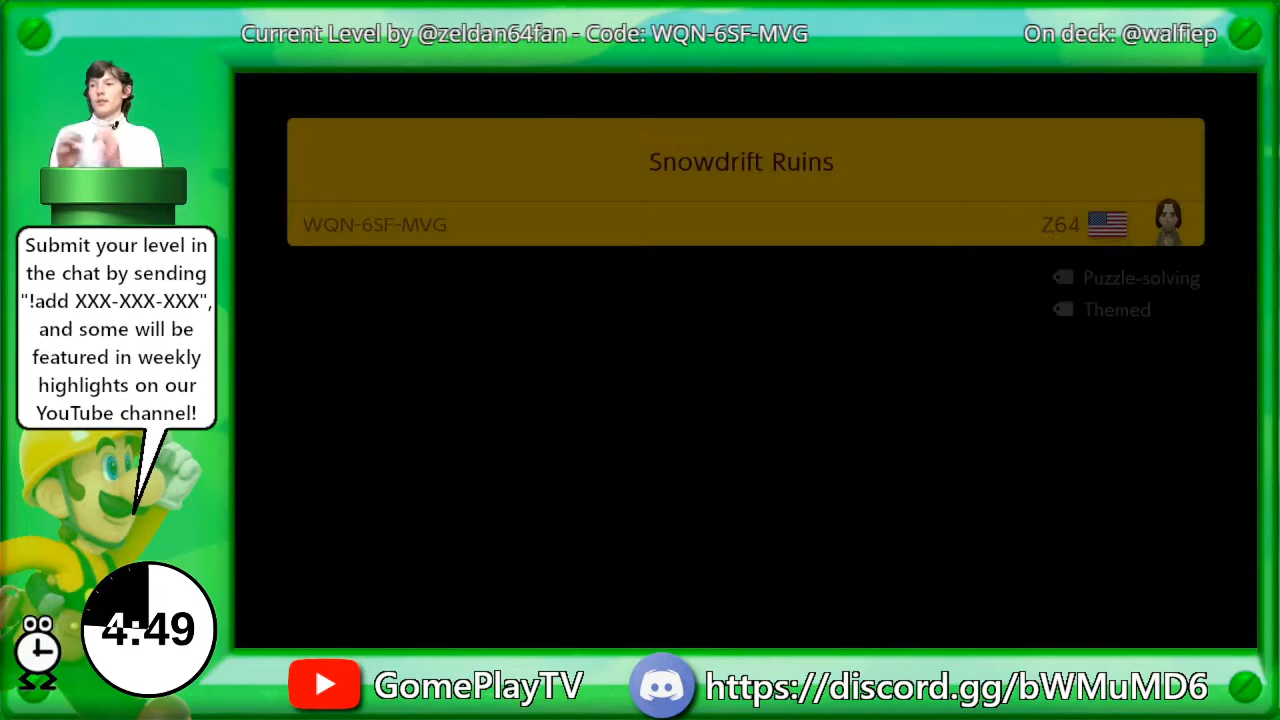 Current Level by @zeldan64fan - Code: WQN-6SF-MVG
On deck: @walfiep
Snowdrift Ruins
WQN-6SF-MVG
Z64
Puzzle-solving
Themed
Submit your level in
the chat by sending
"!add XXX-XXX-XXX",
and some will be
featured in weekly
highlights on our
YouTube channel!
4:49
GomePlayTV
https://discord.gg/bWMuMD6